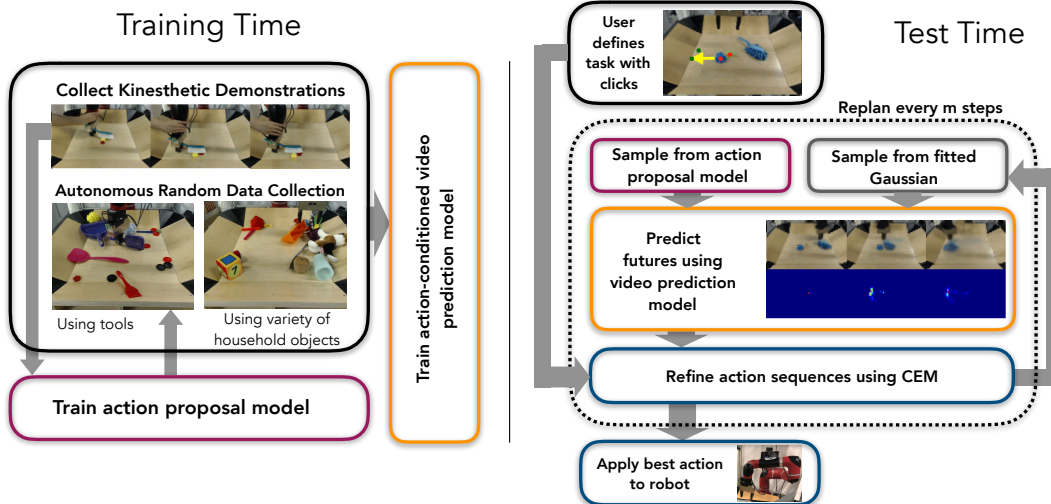 Training Time
Collect Kinesthetic Demonstrations
Autonomous Random Data Collection
Using tools
Using variety of
household objects
Train action proposal model
Train action-conditioned video
prediction model
Test Time
User
defines
task with
clicks
Replan every m steps
Sample from action
proposal model
Sample from fitted
Gaussian
Predict
futures using
video prediction
model
Refine action sequences using CEM
Apply best action
to robot